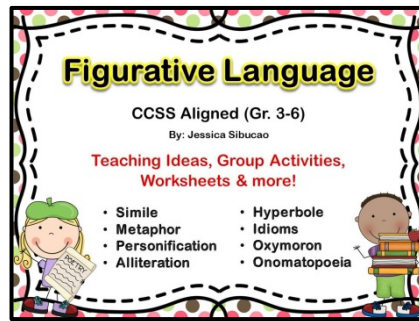 Figurative Language
CCSS Aligned (Gr. 3-6)
By: Jessica Sibucao
Teaching Ideas, Group Activities,
Worksheets & more!
• Simile
• Metaphor
• Personification
• Alliteration
• Hyperbole
• Idioms
• Oxymoron
• Onomatopoeia
POETRY